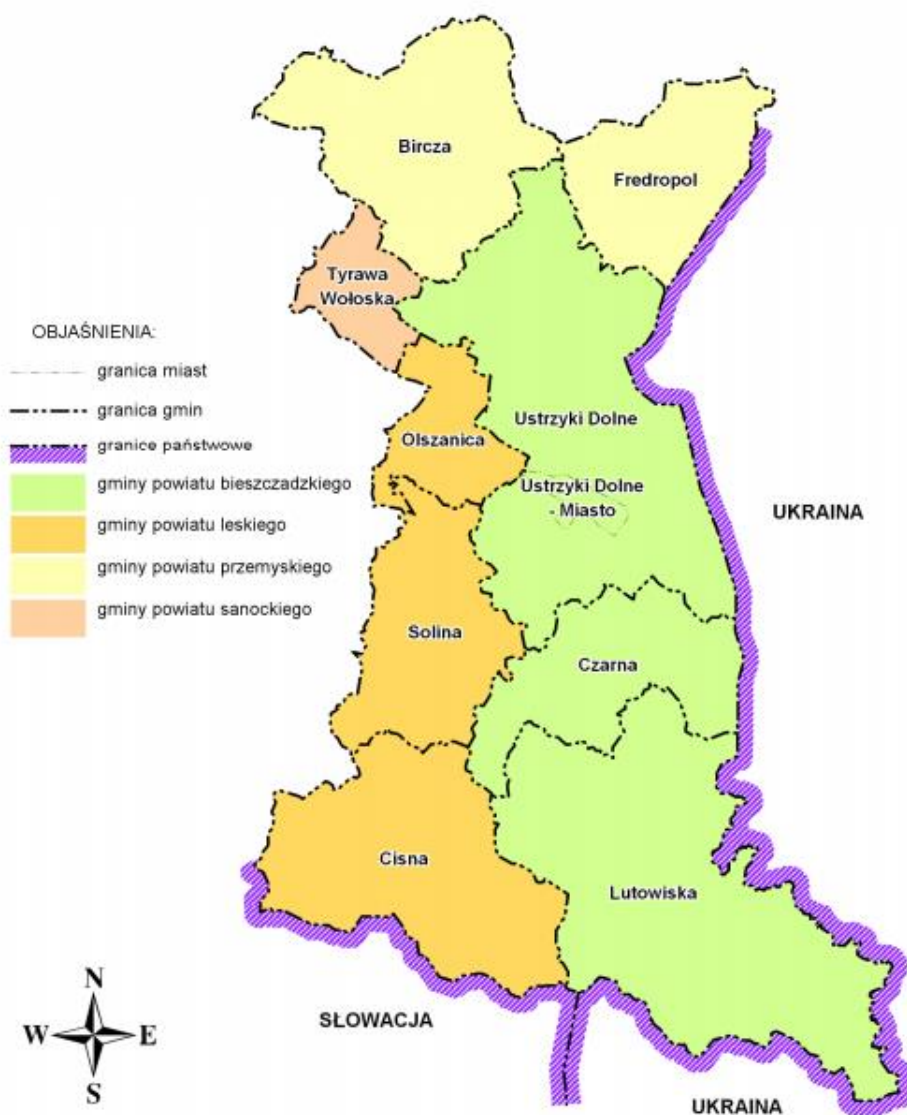 Bircza
Fredropol
Tyrawa
Wołoska
OBJAŚNIENIA:
granica miast
granica gmin
granice państwowe
gminy powiatu bieszczadzkiego
gminy powiatu leskiego
gminy powiatu przemyskiego
gminy powiatu sanockiego
Olszanica
Ustrzyki Dolne
Ustrzyki Dolne
- Miasto
UKRAINA
Solina
Czarna
Cisna
Lutowiska
N
W E
S
SŁOWACJA
UKRAINA